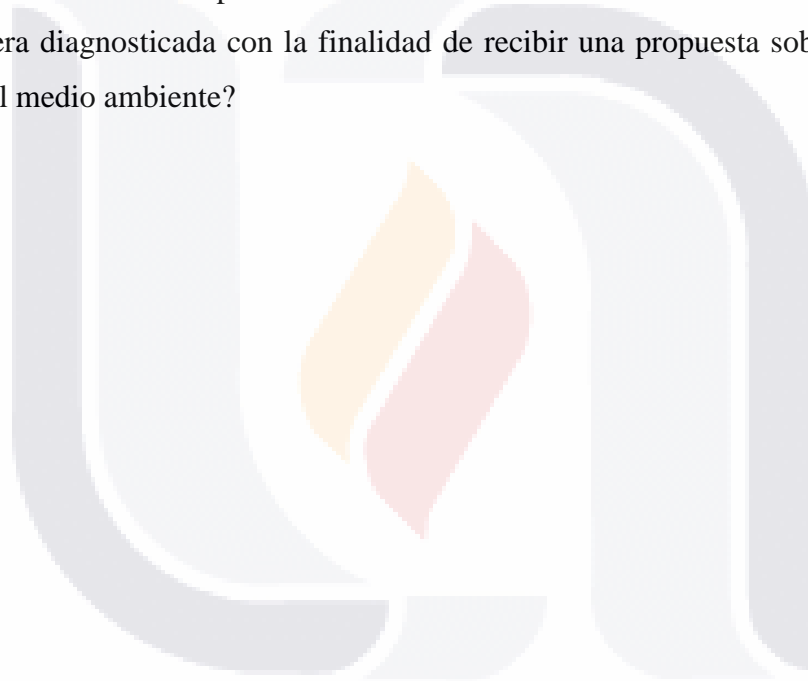 era diagnosticada con la finalidad de recibir una propuesta sob
l medio ambiente?